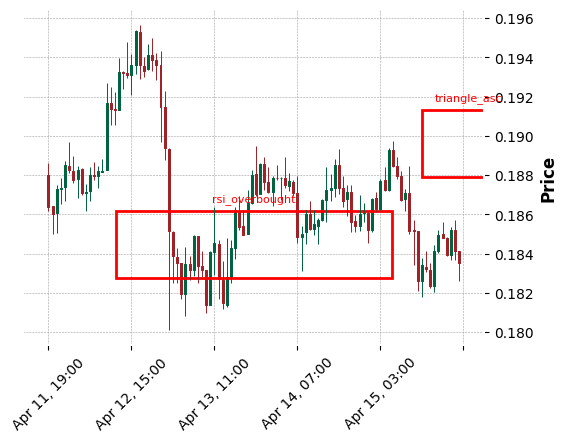 0.196
0.194
0.192
0.190
0.188
0.186
0.184
0.182
0.180
Price
triangle_asc
rsi_overbought
Apr 11, 19:00
Apr 12, 15:00
Apr 13, 11:00
Apr 14, 07:00
Apr 15, 03:00